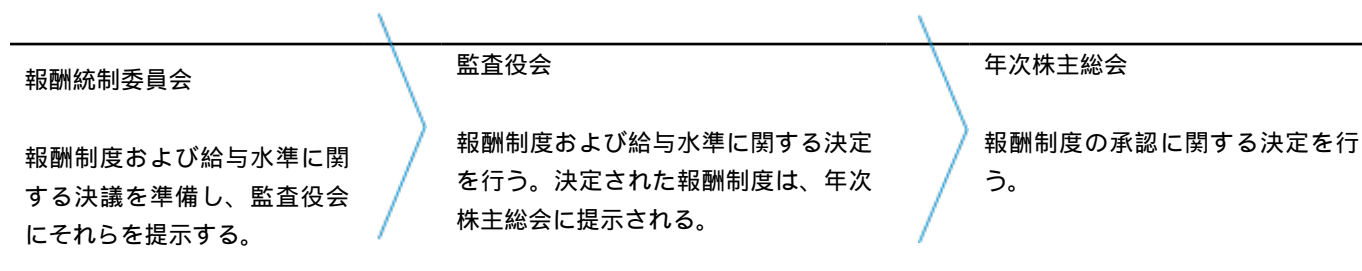 報酬統制委員会
報酬制度および給与水準に関
する決議を準備し、監査役会
にそれらを提示する。
監査役会
報酬制度および給与水準に関する決定
を行う。決定された報酬制度は、年次
株主総会に提示される。
年次株主総会
報酬制度の承認に関する決定を行
う。